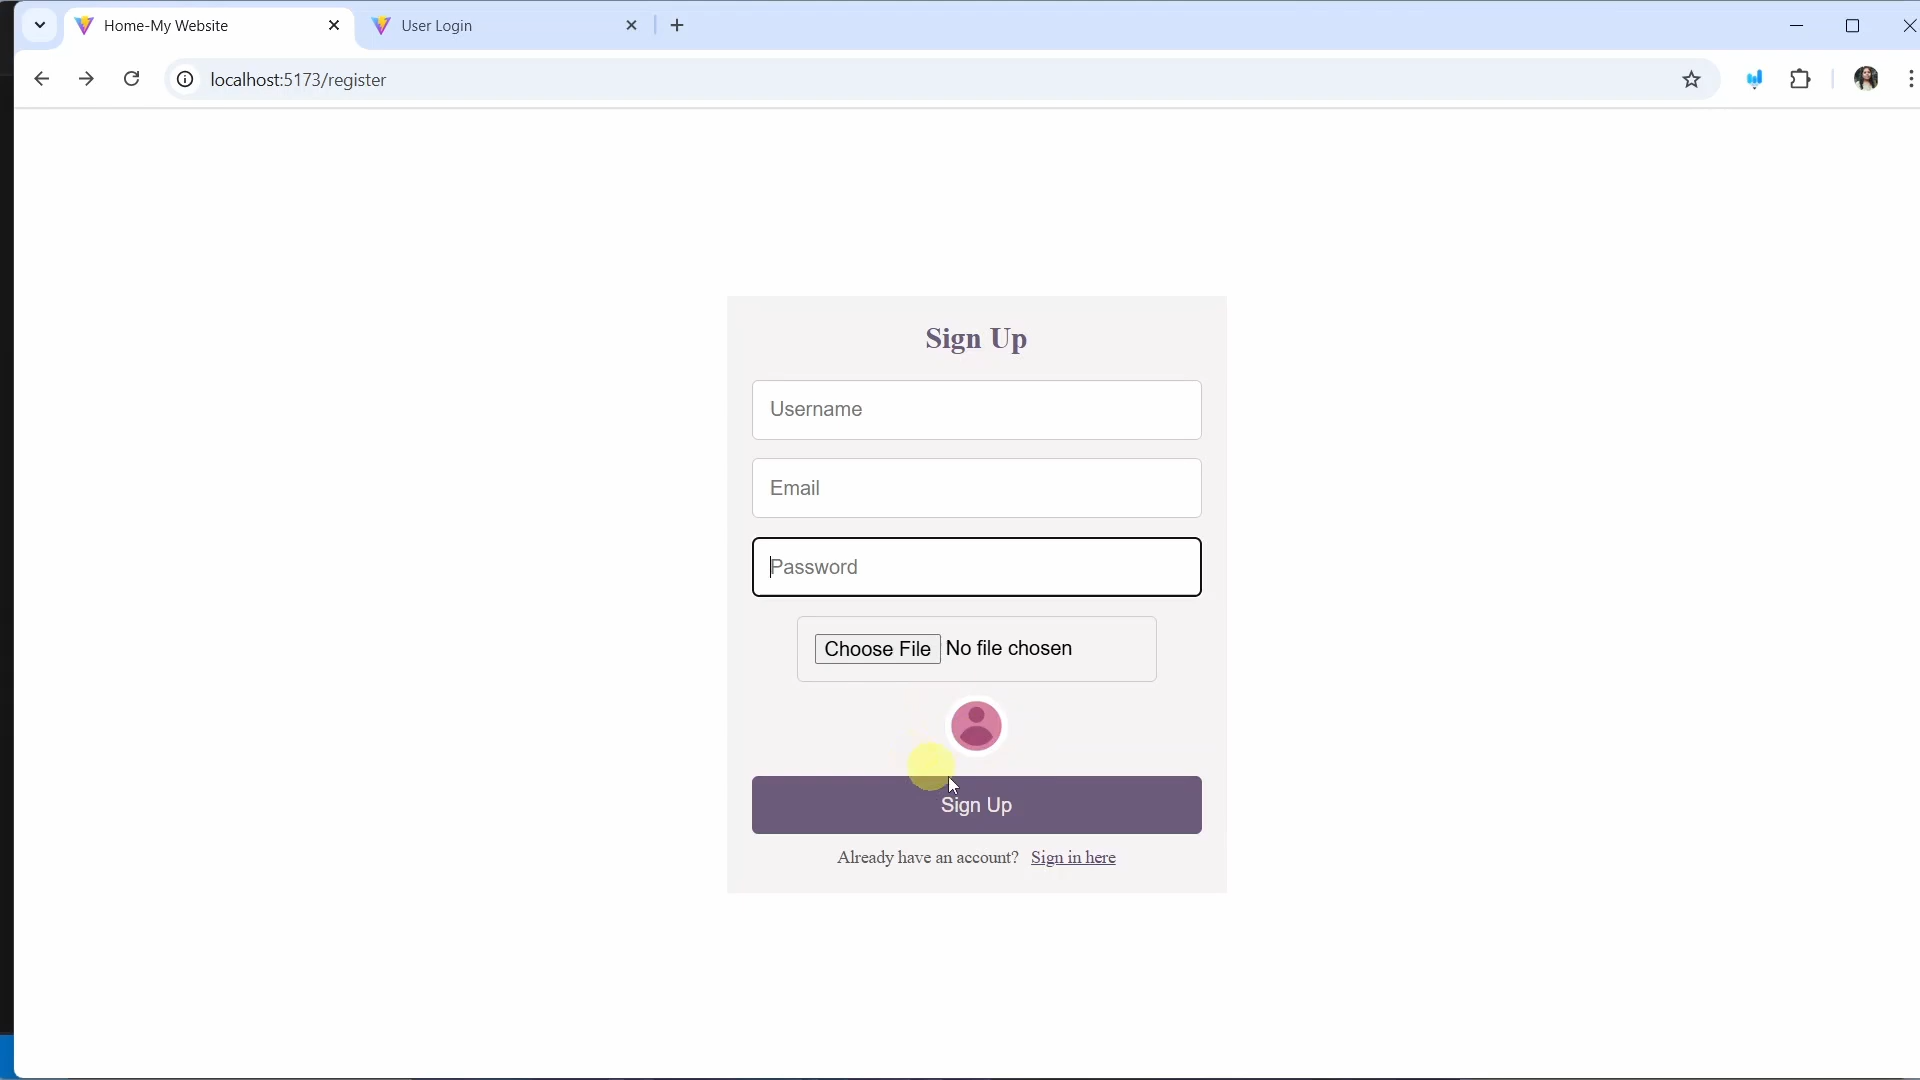 Home-My Website
User Login
localhost:5173/register
Sign Up
Username
Email
Password
Choose File No file chosen
Sign Up
Already have an account? Sign in here